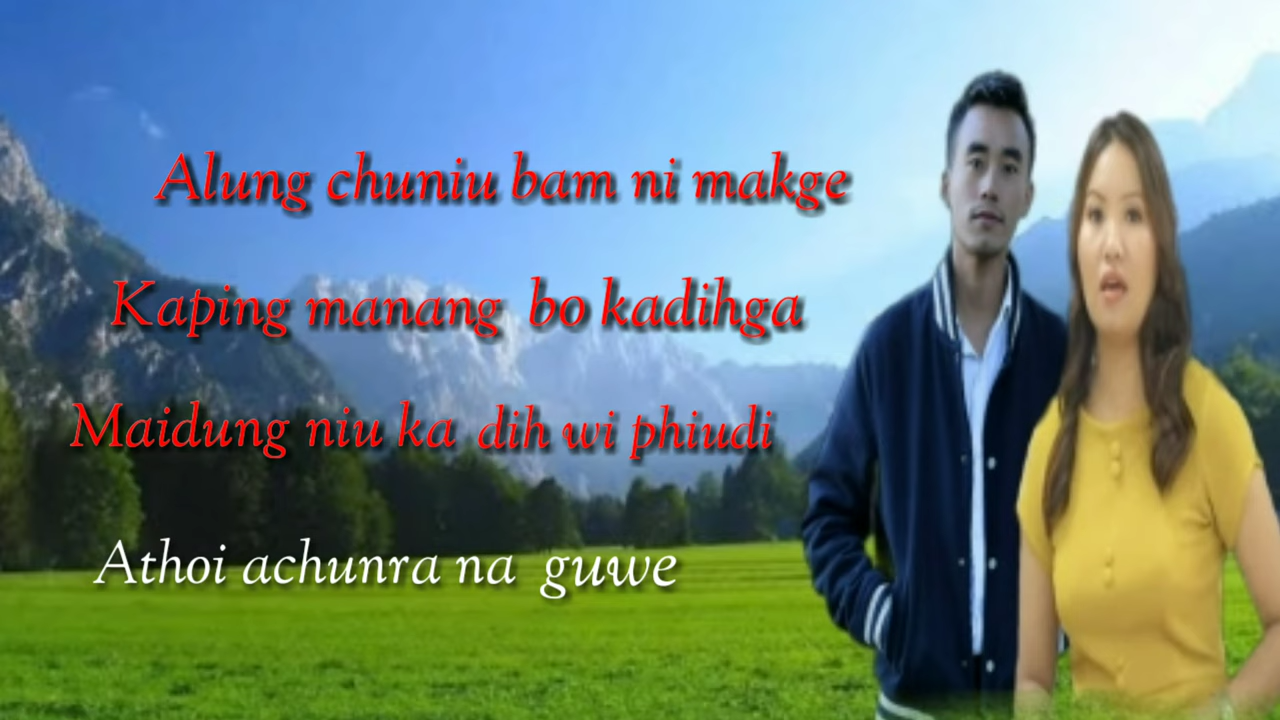 Alung chuniu bam ni makge
Kaping manang bo kadihga
Maidung niu ka dih wi phiudi
Athoi achunra na guwe